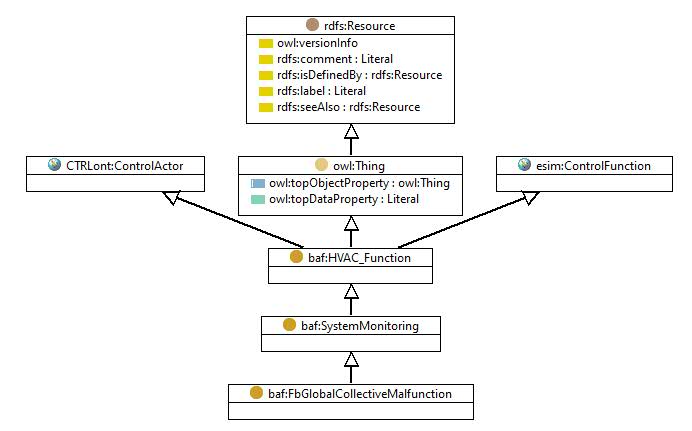 rdfs:Resource
owl:versionInfo
rdfs:comment : Literal
rdfs:isDefinedBy : rdfs:Resource
rdfs:label : Literal
rdfs:seeAlso : rdfs:Resource
CTRLont:ControlActor
owl:Thing
owl:topObjectProperty : owl:Thing
owl:topDataProperty : Literal
esim:ControlFunction
baf:HVAC_Function
baf:SystemMonitoring
baf:FbGlobalCollectiveMalfunction